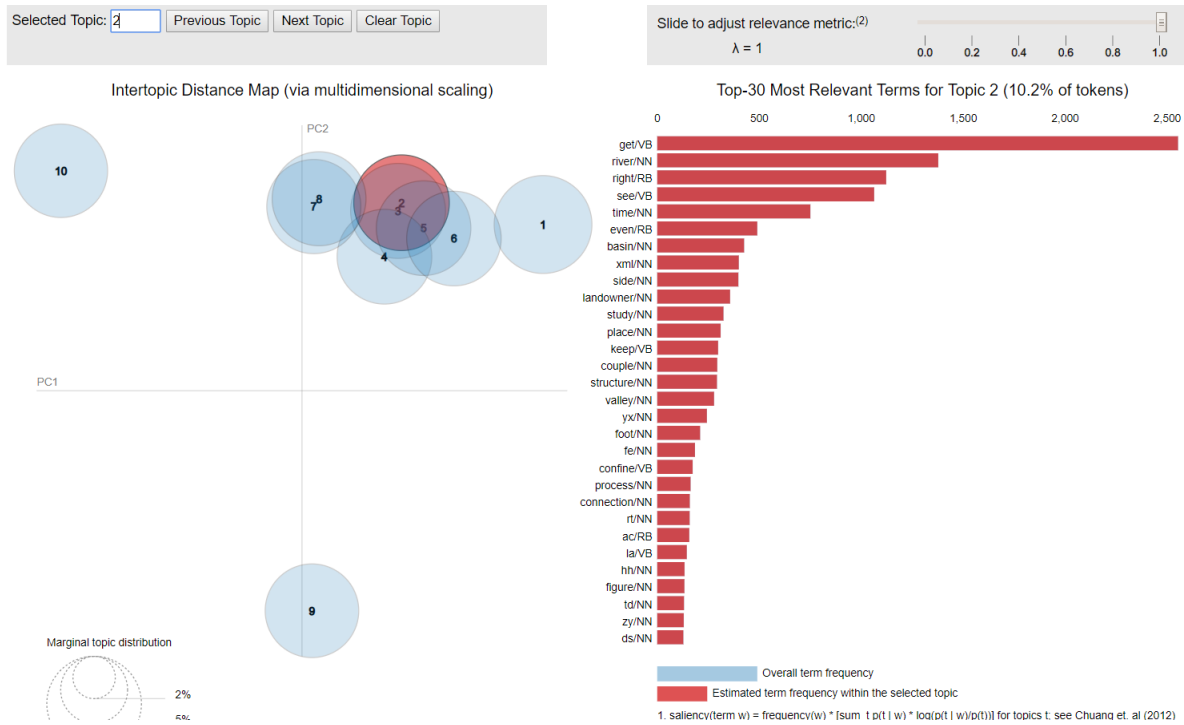 Selected Topic: 2 Previous Topic Next Topic Clear Topic
Slide to adjust relevance metric:(2)
λ = 1
0.0 0.2 0.4 0.6 0.8 1.0
Intertopic Distance Map (via multidimensional scaling)
PC2
PC1
10
8
7
2
3
5
4
6
1
9
Marginal topic distribution
2%
5%
Top-30 Most Relevant Terms for Topic 2 (10.2% of tokens)
0 500 1,000 1,500 2,000 2,500
get/VB
river/NN
right/RB
see/VB
time/NN
even/RB
basin/NN
xml/NN
side/NN
landowner/NN
study/NN
place/NN
keep/VB
couple/NN
structure/NN
valley/NN
yx/NN
foot/NN
fe/NN
confine/VB
process/NN
connection/NN
rt/NN
ac/RB
la/VB
hh/NN
figure/NN
td/NN
zy/NN
ds/NN
Overall term frequency
Estimated term frequency within the selected topic
1. saliency(term w) = frequency(w) * [sum_t p(t | w) * log(p(t | w)/p(t))] for topics t; see Chuang et. al (2012)